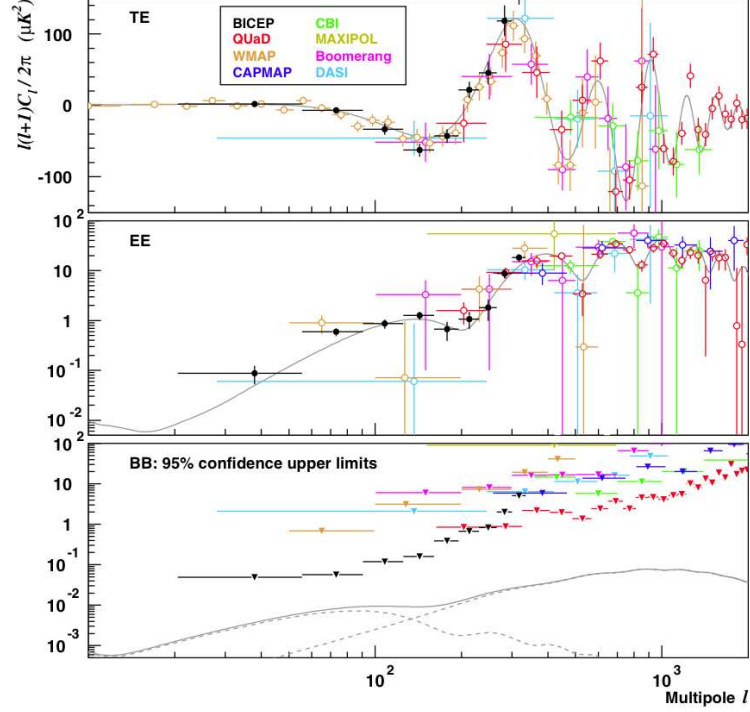 TE
BICEP
QUaD
WMAP
CAPMAP
CBI
MAXIPOL
Boomerang
DASI
l(l+1)C_l / 2π (μK²)
100
0
-100
EE
10²
10
1
10⁻¹
10⁻²
BB: 95% confidence upper limits
10²
10
1
10⁻¹
10⁻²
10⁻³
10²
10³
Multipole l